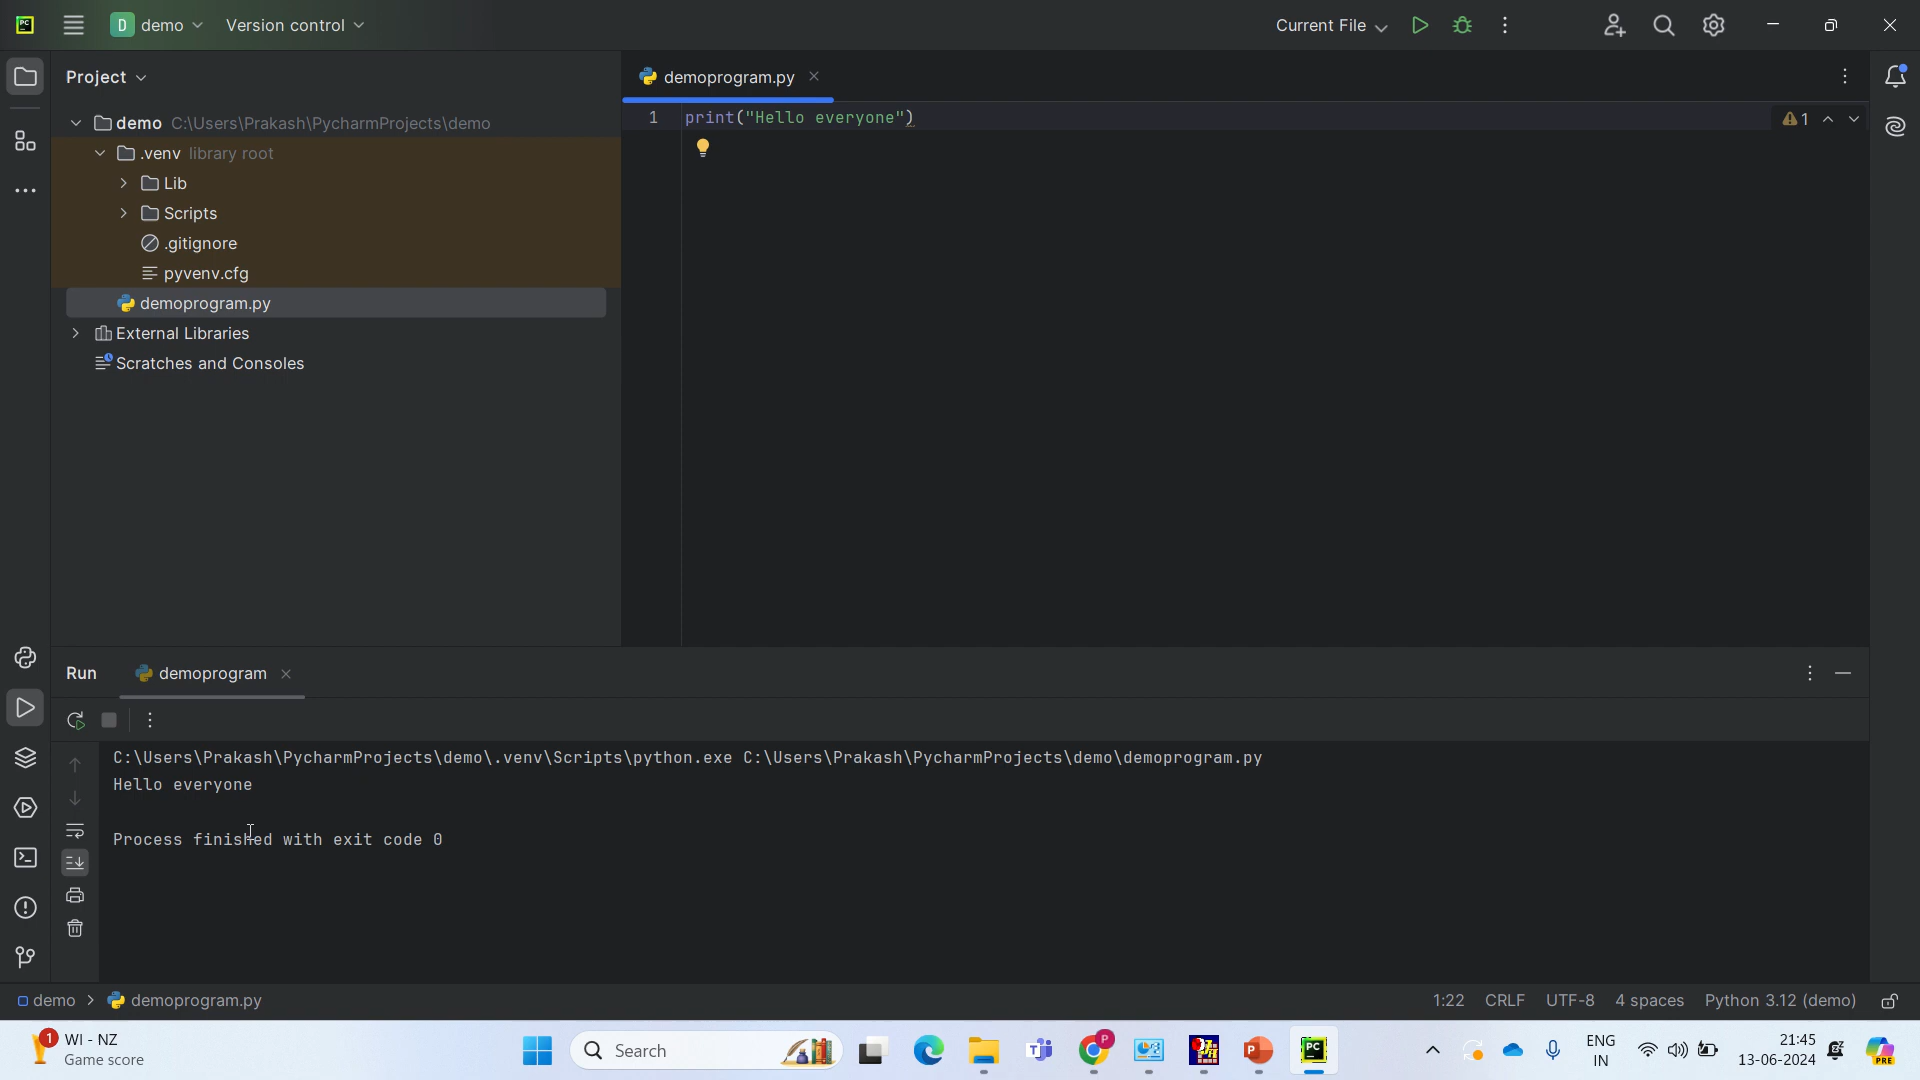 PC
D demo Version control Current File
Project
demoprogram.py
demo C:\Users\Prakash\PycharmProjects\demo
.venv library root
Lib
Scripts
.gitignore
pyvenv.cfg
demoprogram.py
External Libraries
Scratches and Consoles
1 print("Hello everyone") 1
Run demoprogram
C:\Users\Prakash\PycharmProjects\demo\.venv\Scripts\python.exe C:\Users\Prakash\PycharmProjects\demo\demoprogram.py
Hello everyone
Process finished with exit code 0
demo demoprogram.py 1:22 CRLF UTF-8 4 spaces Python 3.12 (demo)
1 WI - NZ
Game score
Search
P
PC
ENG
IN
21:45
13-06-2024
PRE